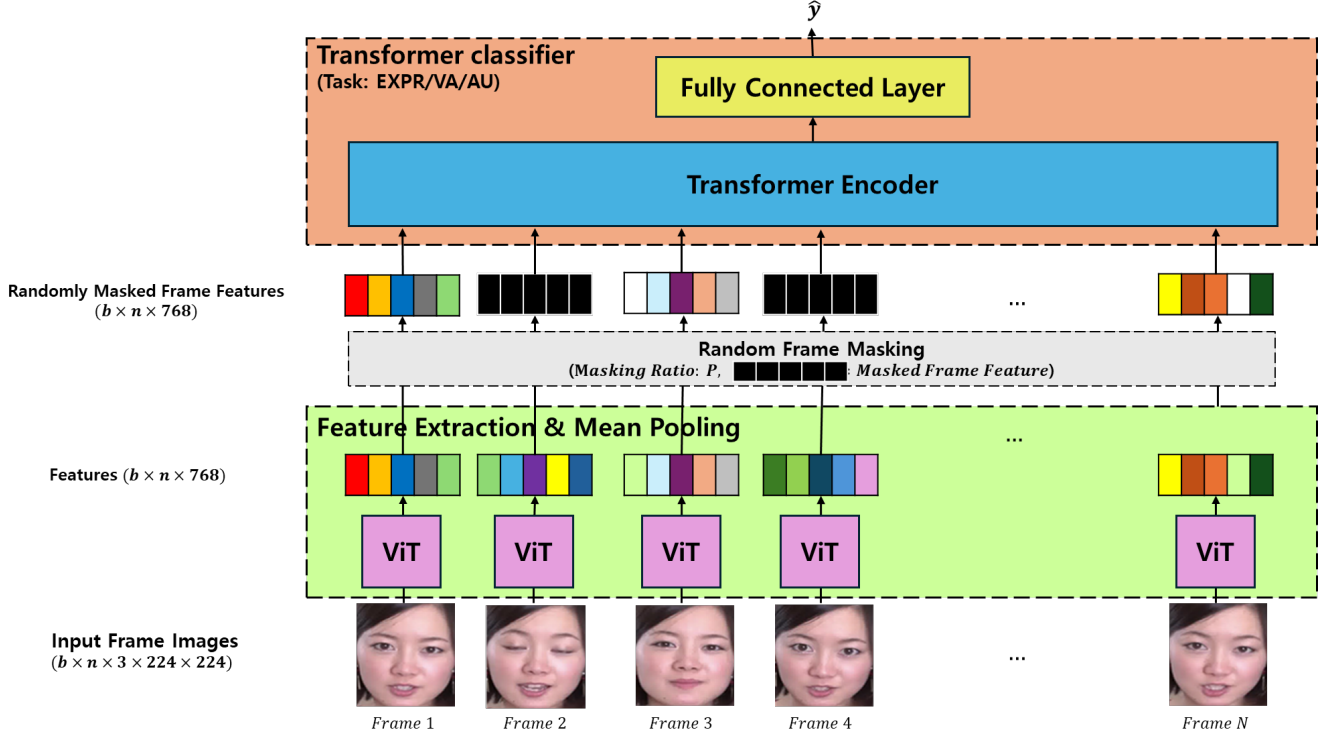 ŷ
Transformer classifier
(Task: EXPR/VA/AU)
Fully Connected Layer
Transformer Encoder
Randomly Masked Frame Features
(b × n × 768)
...
Random Frame Masking
(Masking Ratio: P, : Masked Frame Feature)
Feature Extraction & Mean Pooling
...
Features (b × n × 768)
ViT ViT ViT ViT ViT
Input Frame Images
(b × n × 3 × 224 × 224)
...
Frame 1 Frame 2 Frame 3 Frame 4 Frame N